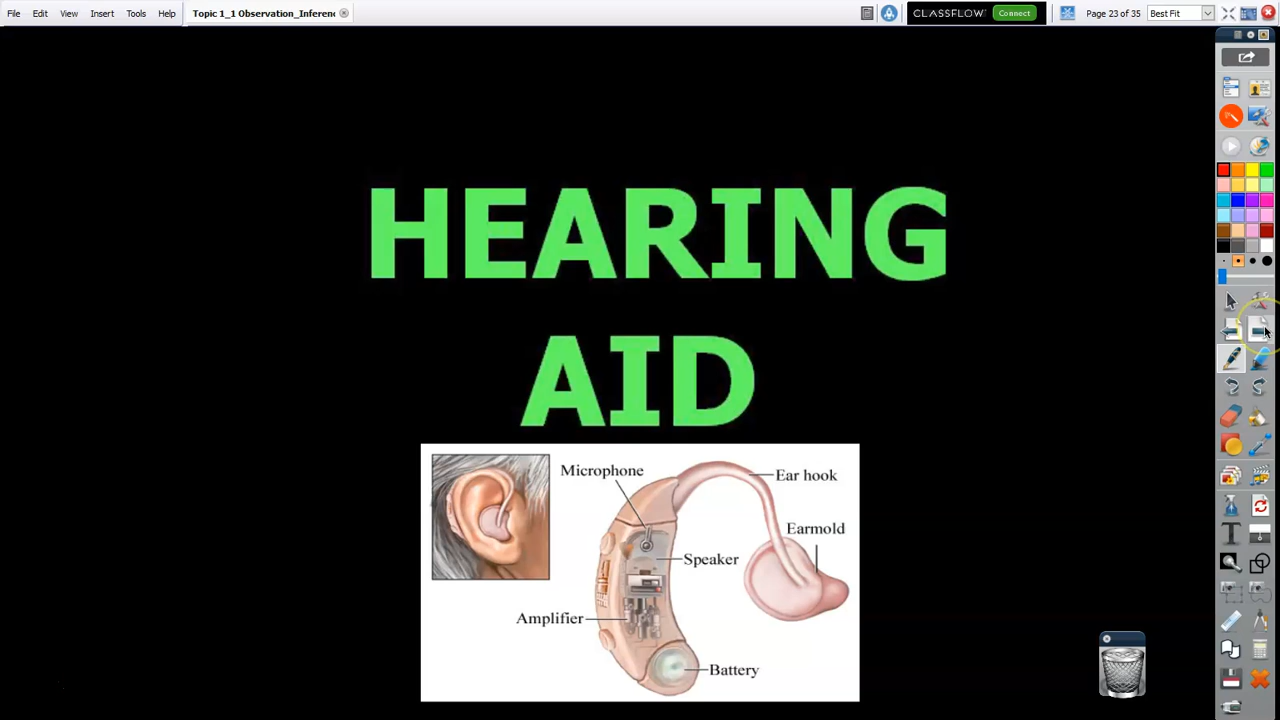 File Edit View Insert Tools Help
Topic 1_1 Observation_Inferenc
CLASSFLOW Connect
Page 23 of 35
Best Fit
HEARING
AID
Microphone
Ear hook
Earmold
Speaker
Amplifier
Battery